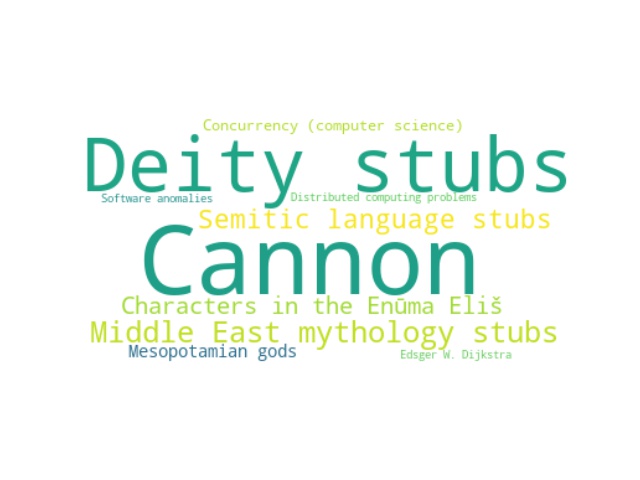 Concurrency (computer science)
Deity stubs
Software anomalies
Distributed computing problems
Semitic language stubs
Cannon
Characters in the Enūma Eliš
Middle East mythology stubs
Mesopotamian gods
Edsger W. Dijkstra